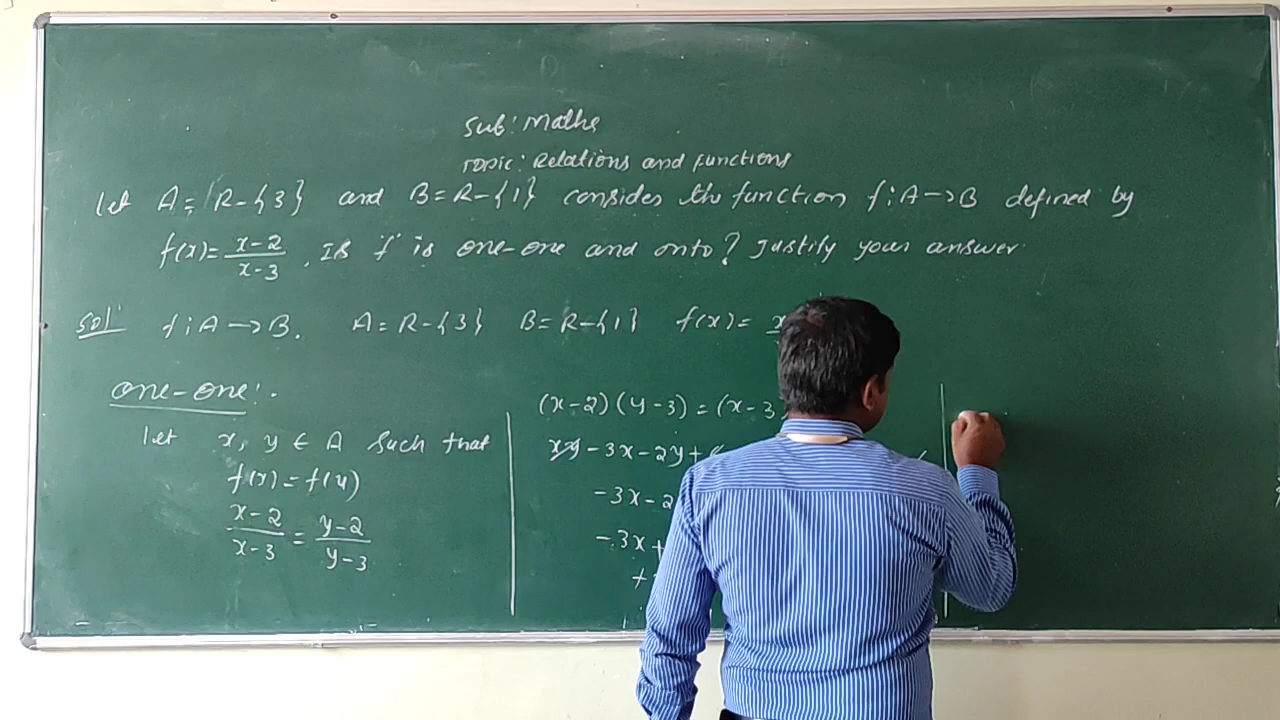 Sub: Maths
Topic: Relations and Functions
Let A = R-{3} and B = R-{1} consider the function f: A→B defined by
f(x) = (x-2)/(x-3), Is f is one-one and onto? Justify your answer.
Sol: f: A→B. A = R-{3} B = R-{1} f(x) = x
one-one:
Let x, y ∈ A such that
f(x) = f(y)
(x-2)/(x-3) = (y-2)/(y-3)
(x-2)(y-3) = (x-3
xy-3x-2y+6
-3x-2
-3x+
+